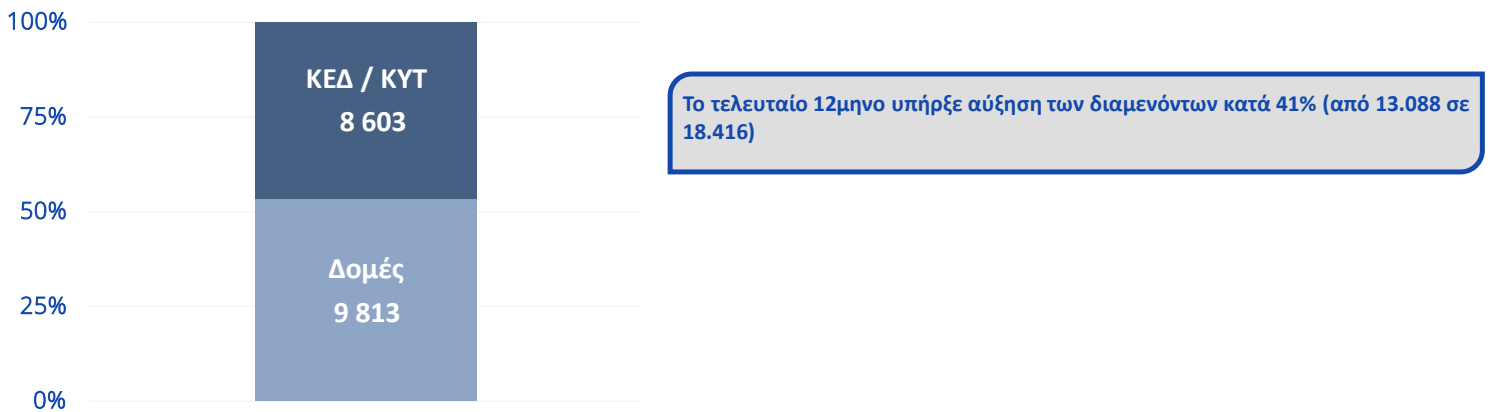 100%
75%
50%
25%
0%
ΚΕΔ / ΚΥΤ
8 603
Δομές
9 813
Το τελευταίο 12μηνο υπήρξε αύξηση των διαμενόντων κατά 41% (από 13.088 σε
18.416)